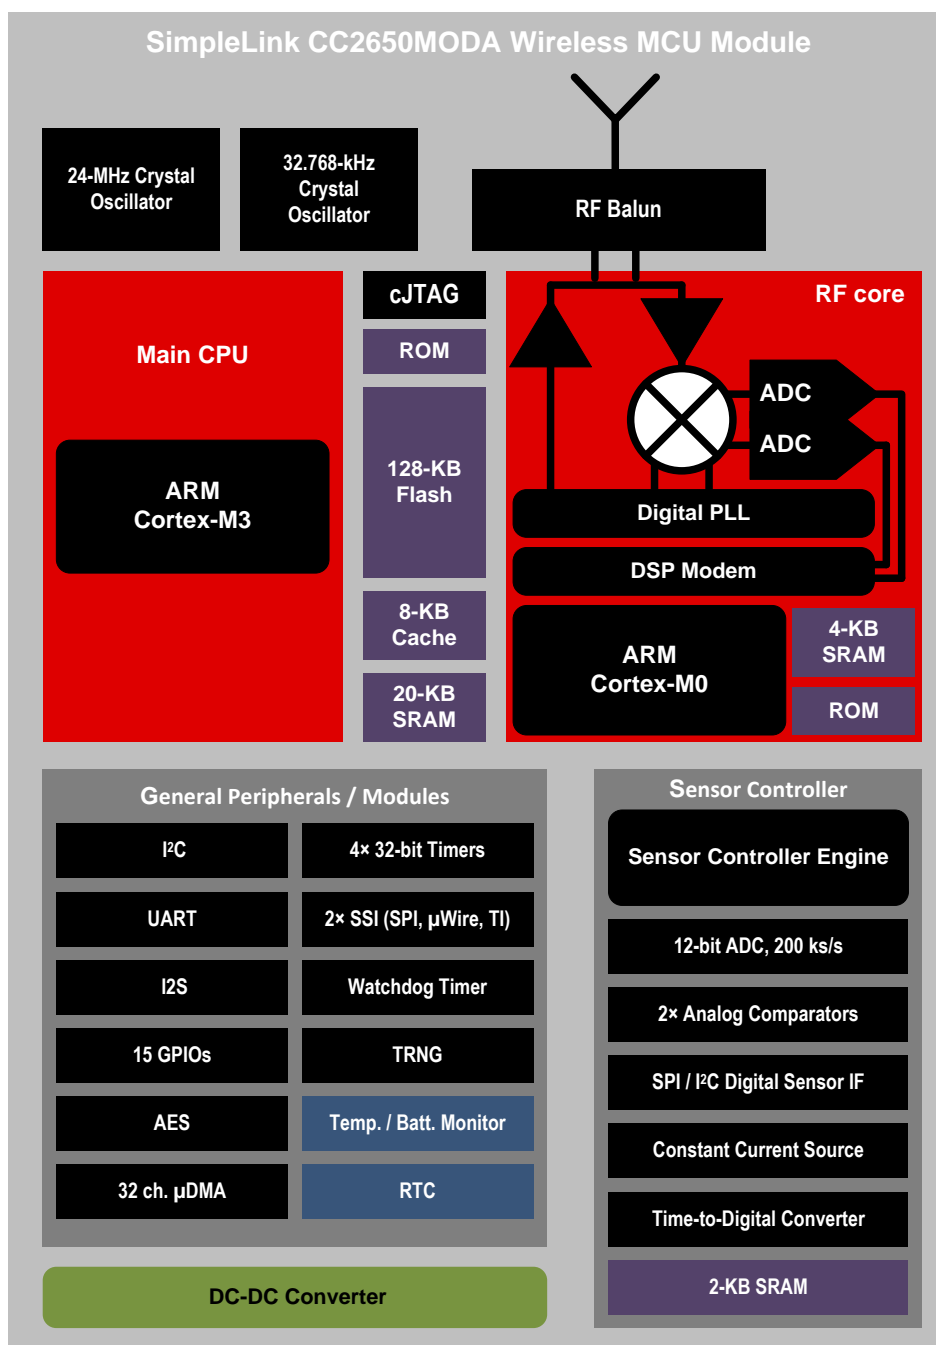 SimpleLink CC2650MODA Wireless MCU Module
24-MHz Crystal
Oscillator
32.768-kHz
Crystal
Oscillator
RF Balun
Main CPU
ARM
Cortex-M3
cJTAG
ROM
128-KB
Flash
8-KB
Cache
20-KB
SRAM
RF core
ADC
ADC
Digital PLL
DSP Modem
ARM
Cortex-M0
4-KB
SRAM
ROM
General Peripherals / Modules
I²C
4× 32-bit Timers
UART
2× SSI (SPI, µWire, TI)
I2S
Watchdog Timer
15 GPIOs
TRNG
AES
Temp. / Batt. Monitor
32 ch. µDMA
RTC
DC-DC Converter
Sensor Controller
Sensor Controller Engine
12-bit ADC, 200 ks/s
2× Analog Comparators
SPI / I²C Digital Sensor IF
Constant Current Source
Time-to-Digital Converter
2-KB SRAM